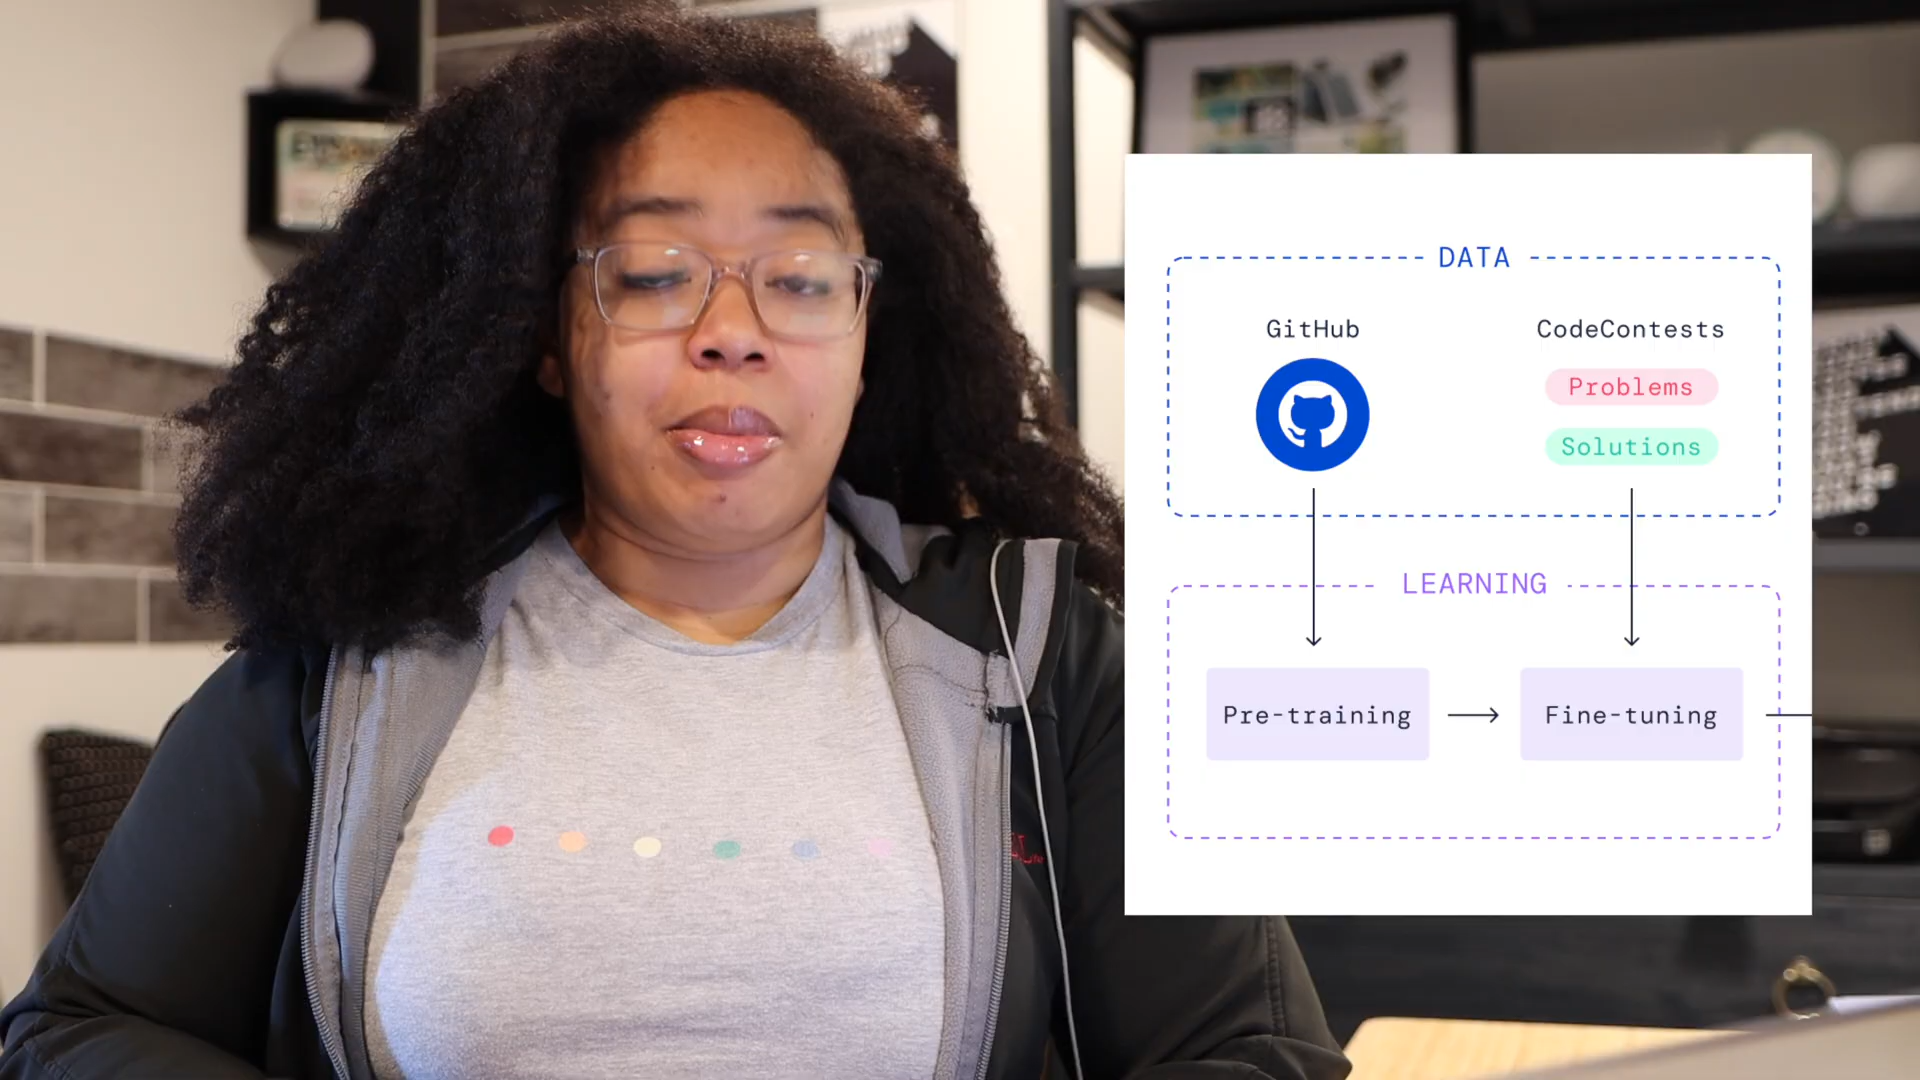 DATA
GitHub
CodeContests
Problems
Solutions
LEARNING
Pre-training
Fine-tuning